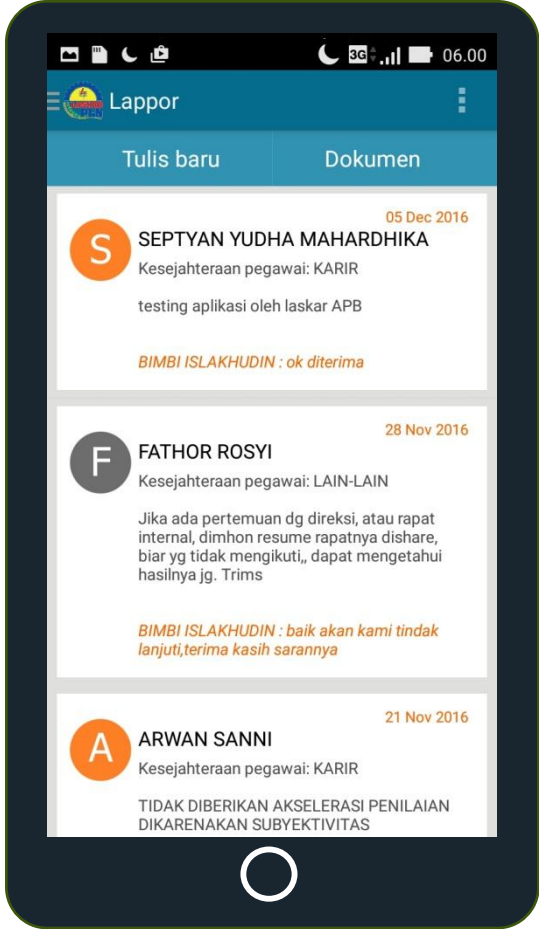 3G
06.00
Lappor
Tulis baru
Dokumen
05 Dec 2016
S
SEPTYAN YUDHA MAHARDHIKA
Kesejahteraan pegawai: KARIR
testing aplikasi oleh laskar APB
BIMBI ISLAKHUDIN : ok diterima
28 Nov 2016
F
FATHOR ROSYI
Kesejahteraan pegawai: LAIN-LAIN
Jika ada pertemuan dg direksi, atau rapat
internal, dimhon resume rapatnya dishare,
biar yg tidak mengikuti,, dapat mengetahui
hasilnya jg. Trims
BIMBI ISLAKHUDIN : baik akan kami tindak
lanjuti,terima kasih sarannya
21 Nov 2016
A
ARWAN SANNI
Kesejahteraan pegawai: KARIR
TIDAK DIBERIKAN AKSELERASI PENILAIAN
DIKARENAKAN SUBYEKTIVITAS